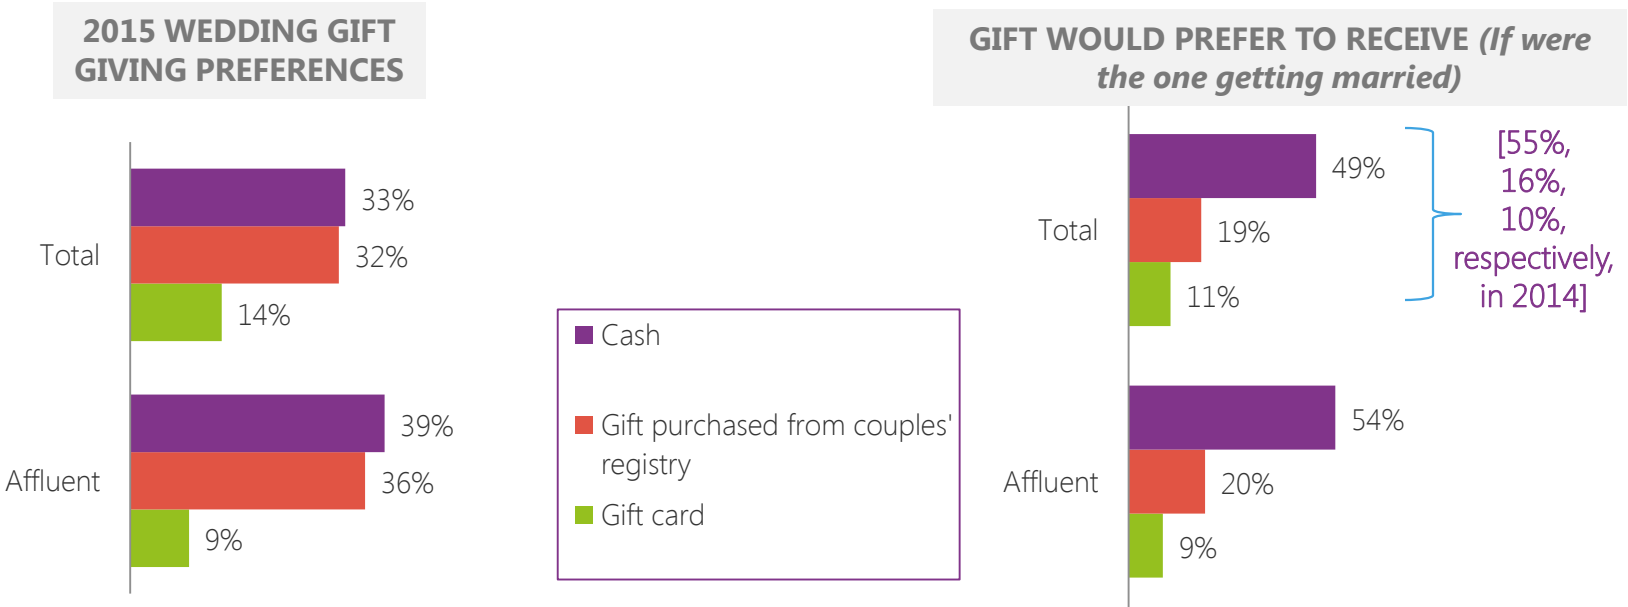 2015 WEDDING GIFT
GIVING PREFERENCES
Total
33%
32%
14%
Affluent
39%
36%
9%
Cash
Gift purchased from couples'
registry
Gift card
GIFT WOULD PREFER TO RECEIVE (If were
the one getting married)
Total
49%
19%
11%
[55%,
16%,
10%,
respectively,
in 2014]
Affluent
54%
20%
9%